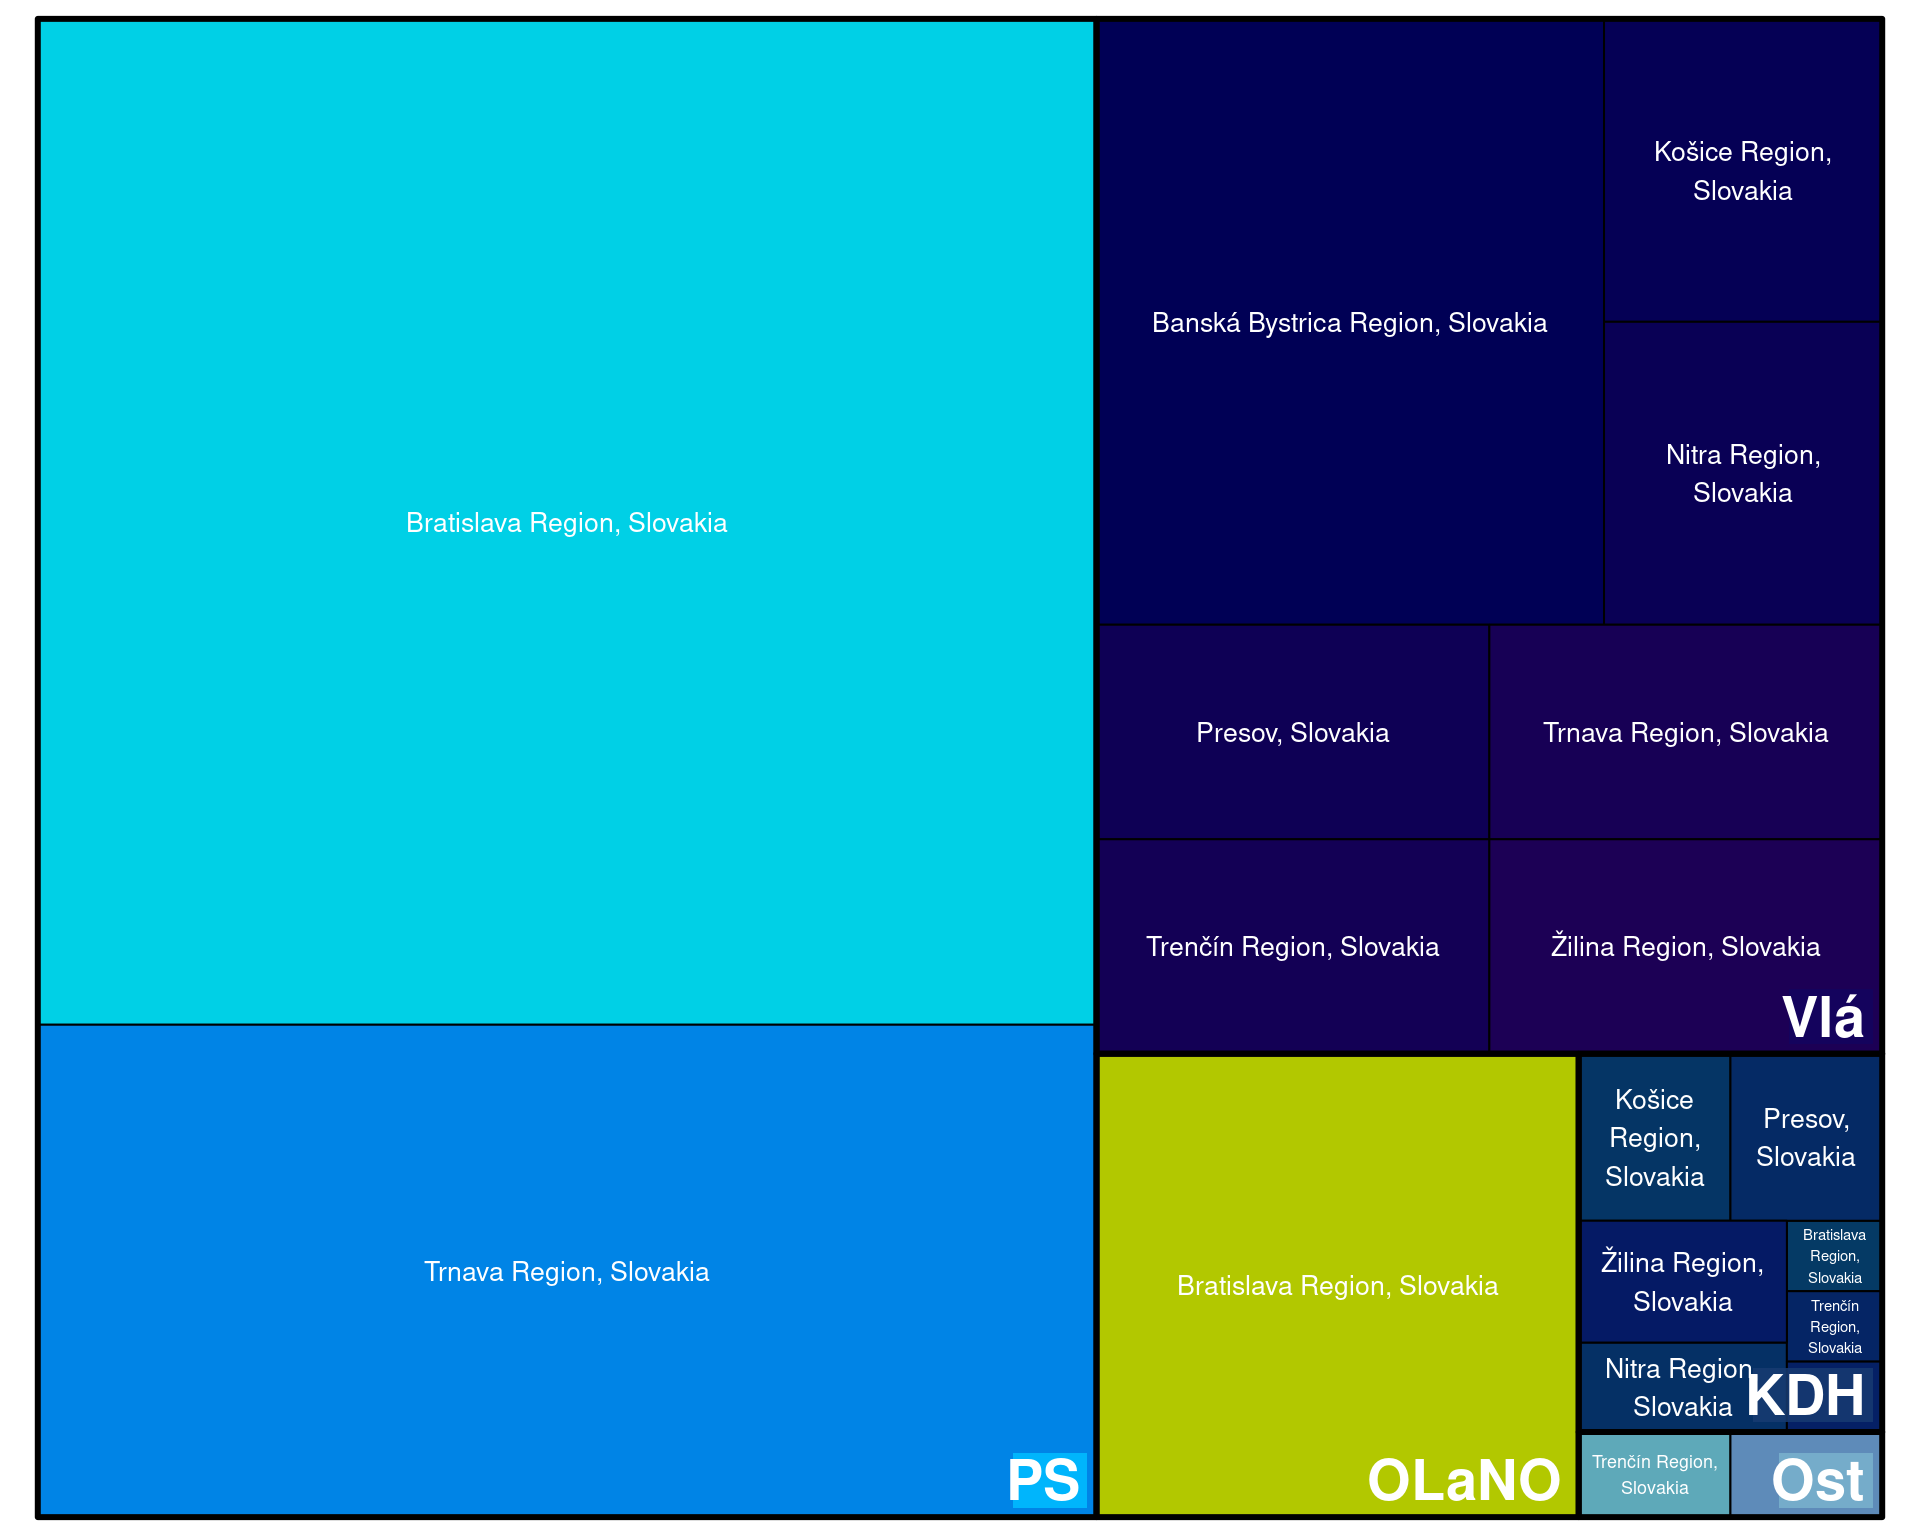 Bratislava Region, Slovakia
Trnava Region, Slovakia
PS
Banská Bystrica Region, Slovakia
Košice Region,
Slovakia
Nitra Region,
Slovakia
Presov, Slovakia
Trnava Region, Slovakia
Trenčín Region, Slovakia
Žilina Region, Slovakia
Vlá
Bratislava Region, Slovakia
OLaNO
Košice
Region,
Slovakia
Presov,
Slovakia
Žilina Region,
Slovakia
Bratislava
Region,
Slovakia
Trenčín
Region,
Slovakia
Nitra Region
Slovakia
KDH
Trenčín Region,
Slovakia
Ost